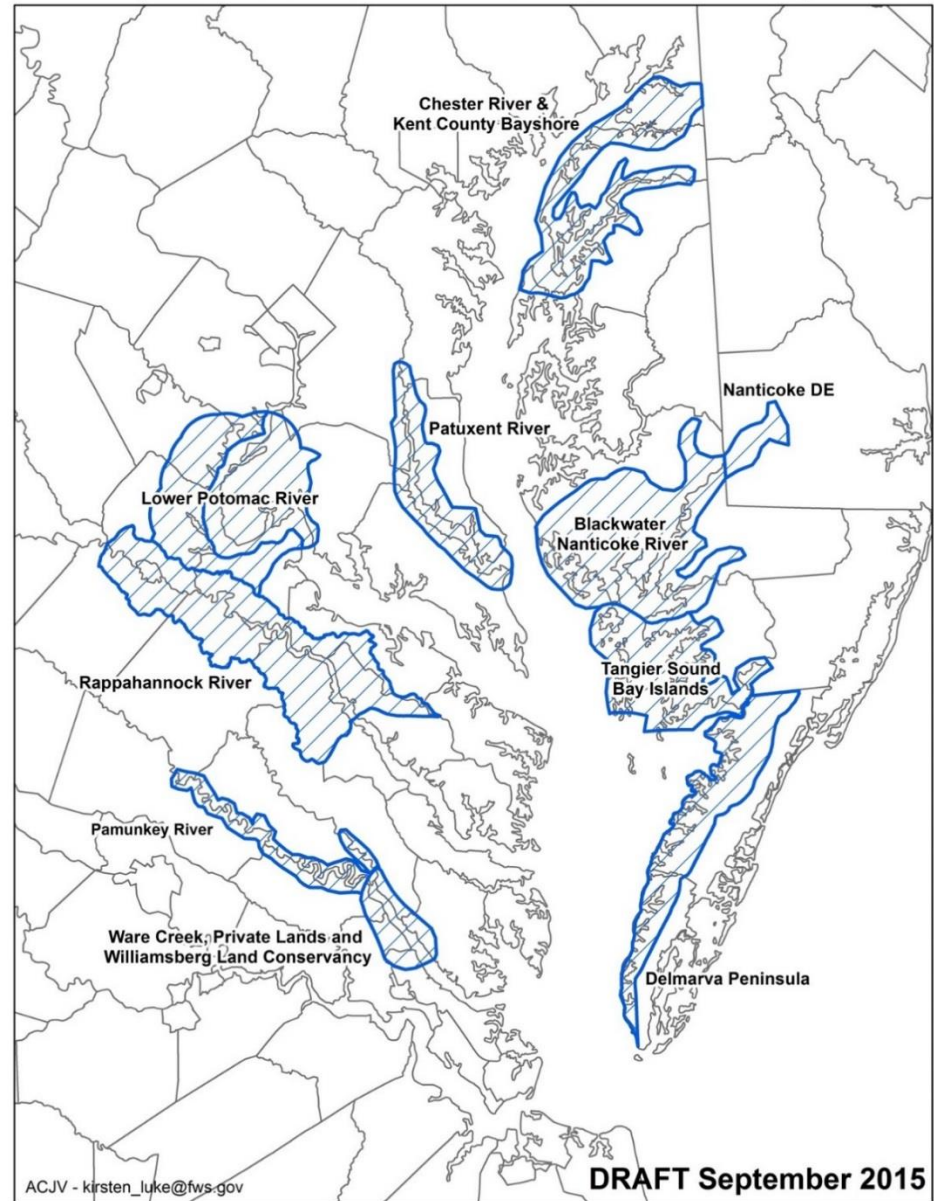 Chester River &
Kent County Bayshore
Nanticoke DE
Patuxent River
Lower Potomac River
Blackwater
Nanticoke River
Tangier Sound
Bay Islands
Rappahannock River
Pamunkey River
Ware Creek, Private Lands and
Williamsberg Land Conservancy
Delmarva Peninsula
ACJV - kirsten_luke@fws.gov
DRAFT September 2015